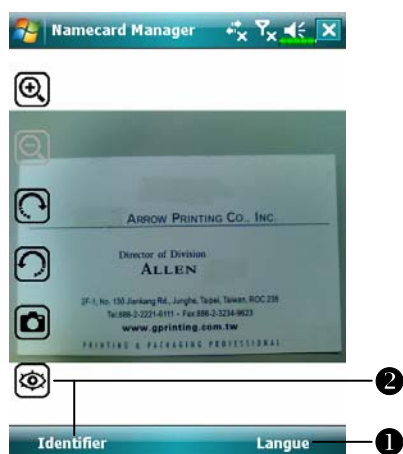 Namecard Manager
ARROW PRINTING CO., INC.
Director of Division
ALLEN
2F-1, No. 130 Jiankang Rd., Junghe, Taipei, Taiwan, ROC 235
Tel:886-2-2221-6111 • Fax:886-2-3234-9623
www.gprinting.com.tw
PRINTING & PACKAGING PROFESSIONAL
2
Identifier Langue 1